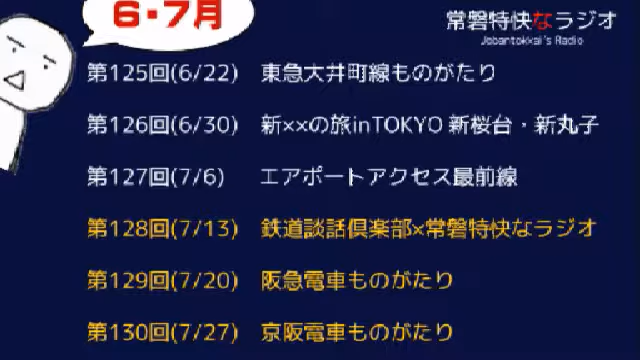 6・7月
常磐特快なラジオ
Jobantokkai's Radio
第125回(6/22) 東急大井町線ものがたり
第126回(6/30) 新××の旅inTOKYO 新桜台・新丸子
第127回(7/6) エアポートアクセス最前線
第128回(7/13) 鉄道談話倶楽部×常磐特快なラジオ
第129回(7/20) 阪急電車ものがたり
第130回(7/27) 京阪電車ものがたり